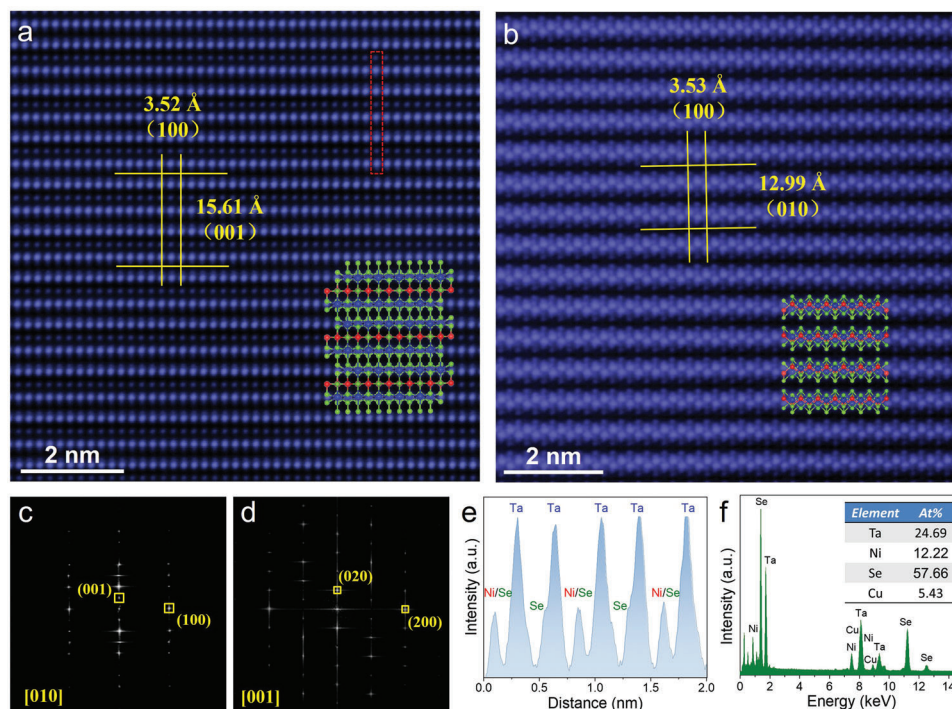 a
3.52 Å
（100）
15.61 Å
（001）
2 nm
b
3.53 Å
（100）
12.99 Å
（010）
2 nm
c
(001)
(100)
[010]
d
(020)
(200)
[001]
e
Ta Ta Ta Ta Ta
Ni/Se Ni/Se Ni/Se
Se Se
Intensity (a.u.)
0.0 0.5 1.0 1.5 2.0
Distance (nm)
f
Element At%
Ta 24.69
Ni 12.22
Se 57.66
Cu 5.43
Se
Ta
Ni
Ta
Cu Ni
Ni Cu Ta
Se
Se
Intensity (a.u.)
0 2 4 6 8 10 12 14
Energy (keV)